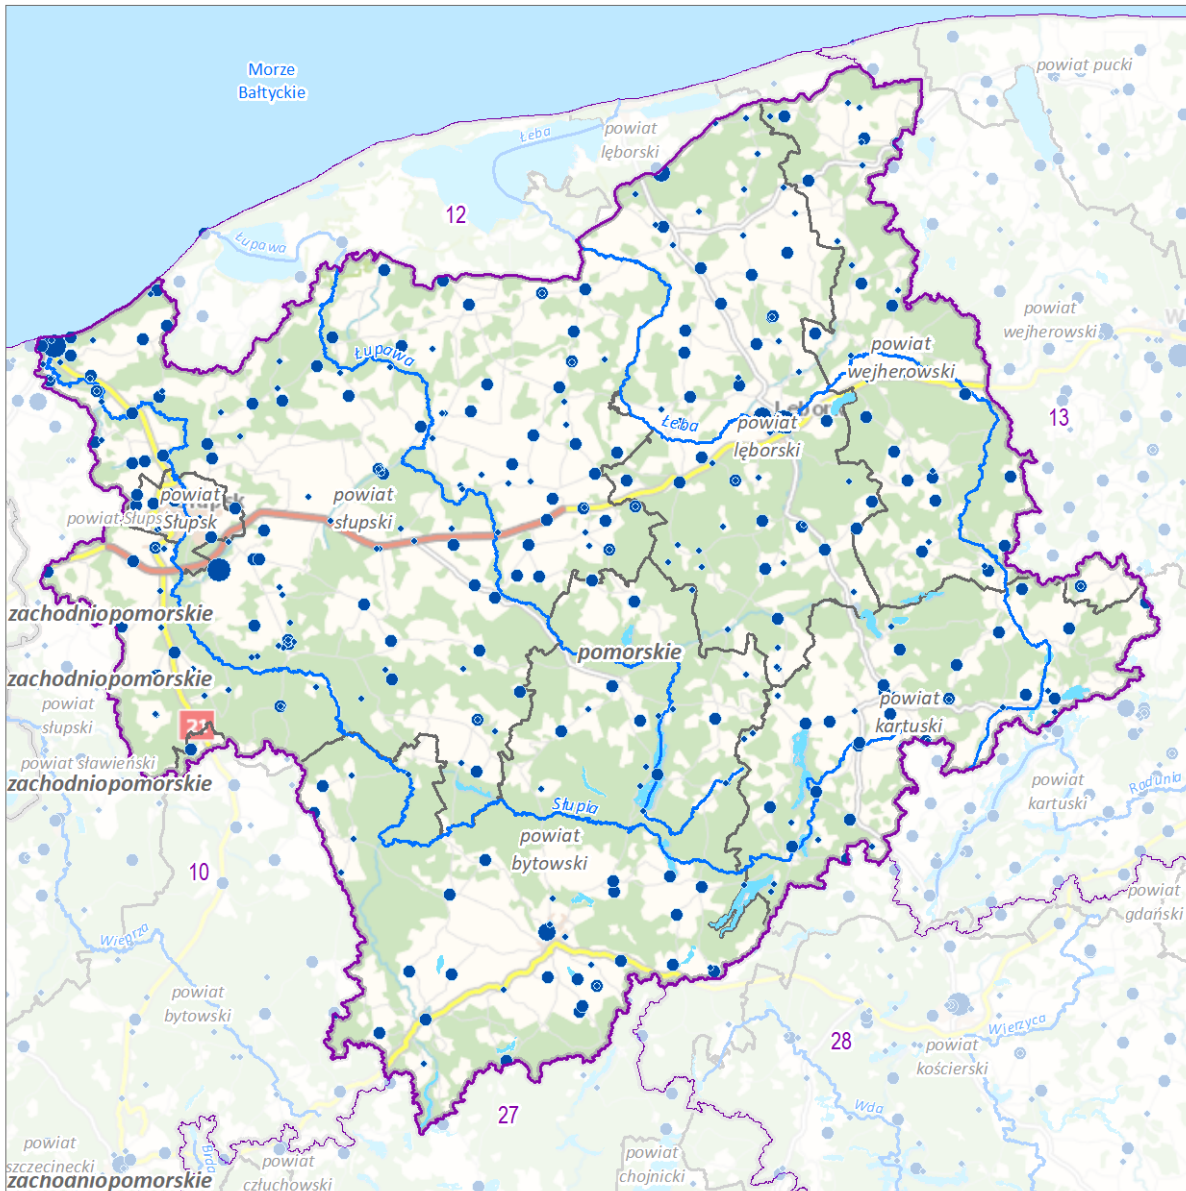 Morze
Bałtyckie
powiat pucki
Łeba
powiat
lęborski
12
Łupawa
powiat
wejherowski
W
Łupawa
powiat
wejherowski
Lębork
Łeba
powiat
lęborski
13
powiat
Słupsk
powiat
słupski
powiat Słups
zachodniopomorskie
pomorskie
zachodniopomorskie
powiat
słupski
powiat
kartuski
21
powiat sławieński
zachodniopomorskie
powiat
kartuski
Radunia
Słupia
powiat
bytowski
10
powiat
gdański
Wieprza
powiat
bytowski
Wierzyca
28
powiat
kościerski
27
Wda
powiat
szczecinecki
Brda
powiat
człuchowski
powiat
chojnicki
zachodniopomorskie